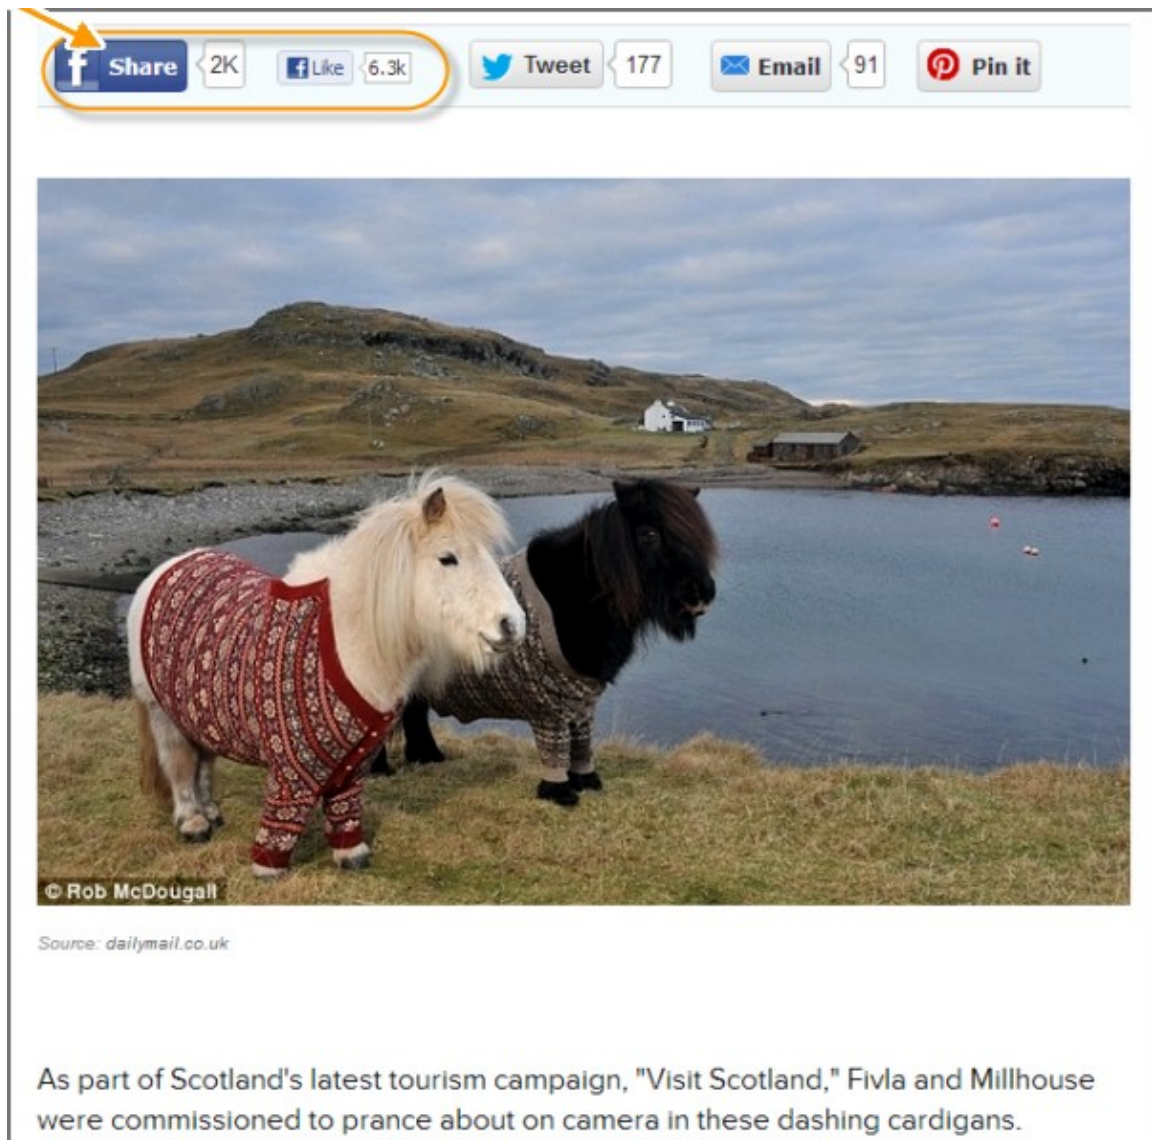 Share 2K Like 6.3k Tweet 177 Email 91 Pin it
© Rob McDougall
Source: dailymail.co.uk
As part of Scotland's latest tourism campaign, "Visit Scotland," Fivla and Millhouse
were commissioned to prance about on camera in these dashing cardigans.